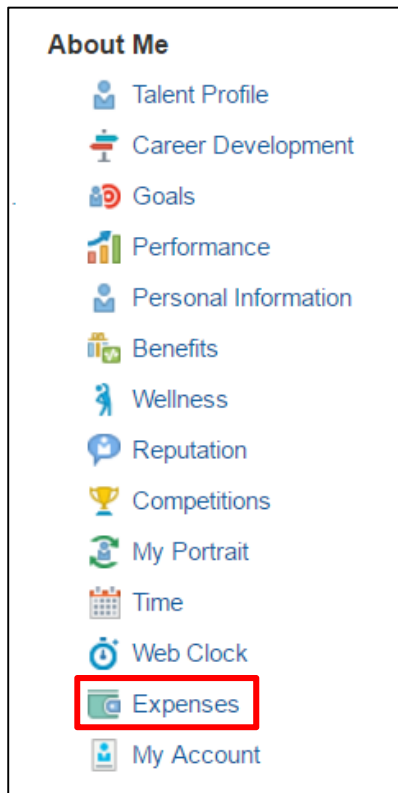 About Me
Talent Profile
Career Development
Goals
Performance
Personal Information
Benefits
Wellness
Reputation
Competitions
My Portrait
Time
Web Clock
Expenses
My Account